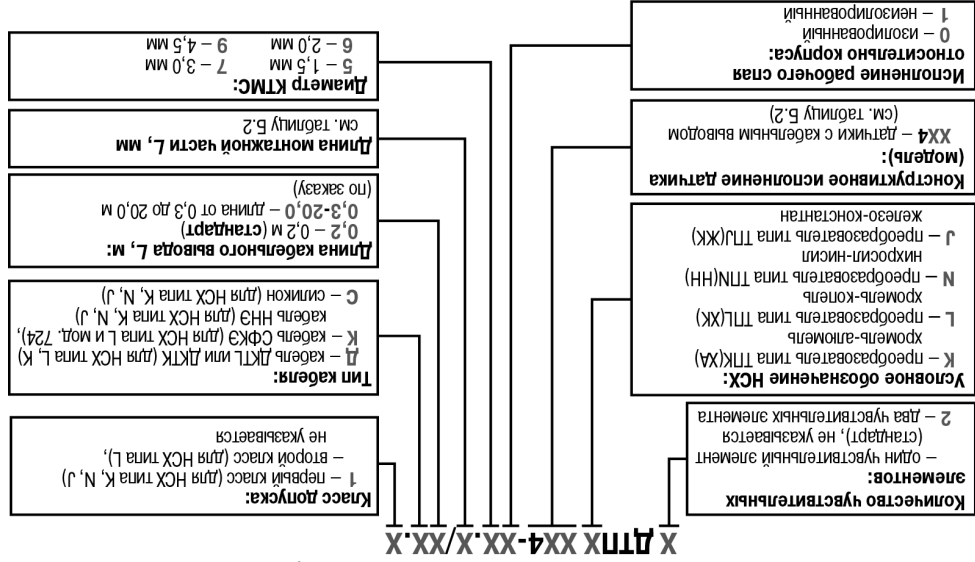 X ДТПX XX4-XX.X/XX.X
Количество чувствительных
элементов:
– один чувствительный элемент
(стандарт), не указывается
2 – два чувствительных элемента
Условное обозначение НСХ:
K – преобразователь типа ТПК(ХА)
хромель-алюмель
L – преобразователь типа ТПL(ХК)
хромель-копель
N – преобразователь типа ТПN(НН)
нихросил-нисил
J – преобразователь типа ТПJ(ЖК)
железо-константан
Конструктивное исполнение датчика
(модель):
XX4 – датчики с кабельным выводом
(см. таблицу Б.2)
Исполнение рабочего спая
относительно корпуса:
0 – изолированный
1 – неизолированный
Класс допуска:
1 – первый класс (для НСХ типа K, N, J)
– второй класс (для НСХ типа L),
не указывается
Тип кабеля:
Д – кабель ДКТL или ДКТК (для НСХ типа L, K)
К – кабель СФКЭ (для НСХ типа L и мод. 724),
кабель ННЭ (для НСХ типа K, N, J)
С – силикон (для НСХ типа K, N, J)
Длина кабельного вывода L, м:
0,2 – 0,2 м (стандарт)
0,3-20,0 – длина от 0,3 до 20,0 м
(по заказу)
Длина монтажной части L, мм
см. таблицу Б.2
Диаметр КТМС:
5 – 1,5 мм 7 – 3,0 мм
6 – 2,0 мм 9 – 4,5 мм